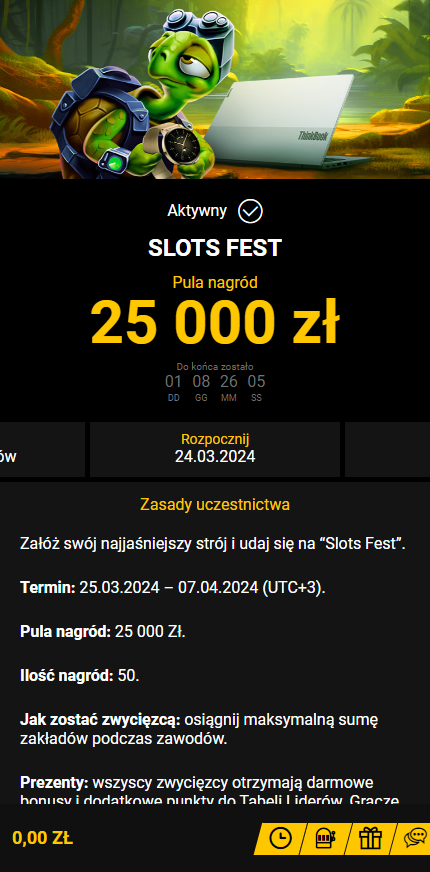 ThinkBook
Aktywny
SLOTS FEST
Pula nagród
25 000 zł
Do końca zostało
01 08 26 05
DD GG MM SS
ów
Rozpocznij
24.03.2024
Zasady uczestnictwa
Załóż swój najjaśniejszy strój i udaj się na “Slots Fest”.
Termin: 25.03.2024 – 07.04.2024 (UTC+3).
Pula nagród: 25 000 Zł.
Ilość nagród: 50.
Jak zostać zwycięzcą: osiągnij maksymalną sumę
zakładów podczas zawodów.
Prezenty: wszyscy zwycięzcy otrzymają darmowe
bonusy i dodatkowe punkty do Tabeli Liderów. Gracze
0,00 ZŁ